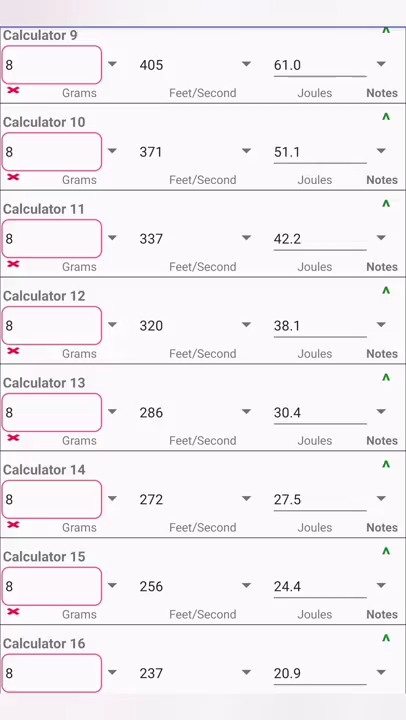 Calculator 9 ^
8 405 61.0
Grams Feet/Second Joules Notes
Calculator 10 ^
8 371 51.1
Grams Feet/Second Joules Notes
Calculator 11 ^
8 337 42.2
Grams Feet/Second Joules Notes
Calculator 12 ^
8 320 38.1
Grams Feet/Second Joules Notes
Calculator 13 ^
8 286 30.4
Grams Feet/Second Joules Notes
Calculator 14 ^
8 272 27.5
Grams Feet/Second Joules Notes
Calculator 15 ^
8 256 24.4
Grams Feet/Second Joules Notes
Calculator 16 ^
8 237 20.9